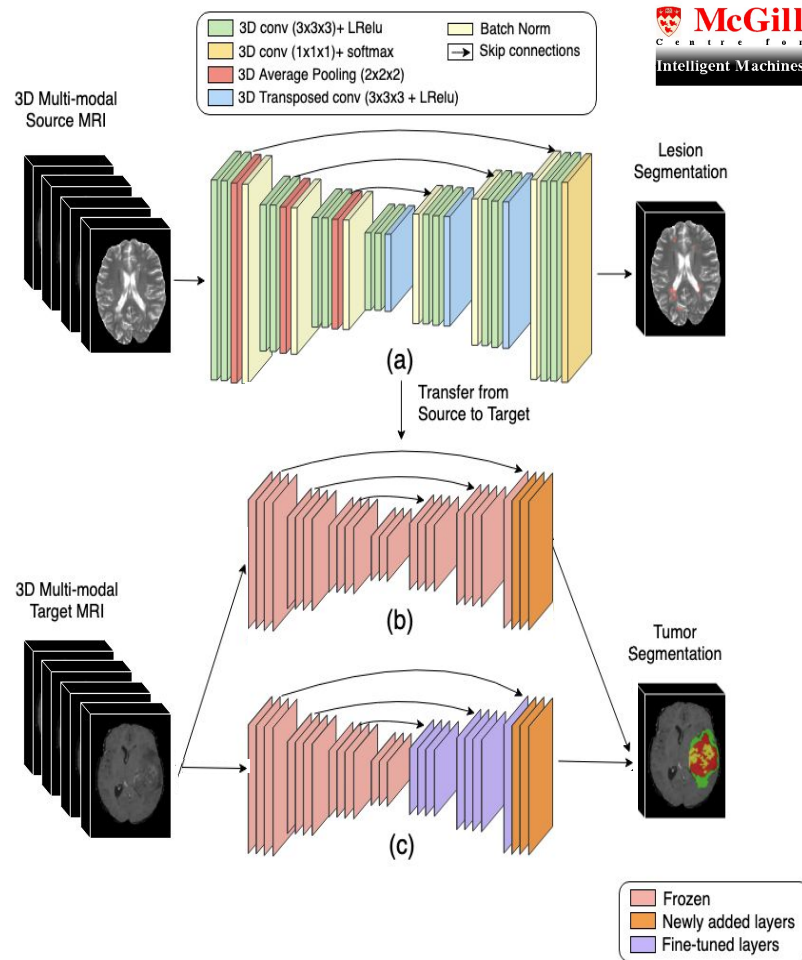 3D conv (3x3x3)+ LRelu
3D conv (1x1x1)+ softmax
3D Average Pooling (2x2x2)
3D Transposed conv (3x3x3 + LRelu)
Batch Norm
Skip connections
McGill
Centre for
Intelligent Machines
3D Multi-modal
Source MRI
Lesion
Segmentation
(a)
Transfer from
Source to Target
3D Multi-modal
Target MRI
(b)
Tumor
Segmentation
(c)
Frozen
Newly added layers
Fine-tuned layers